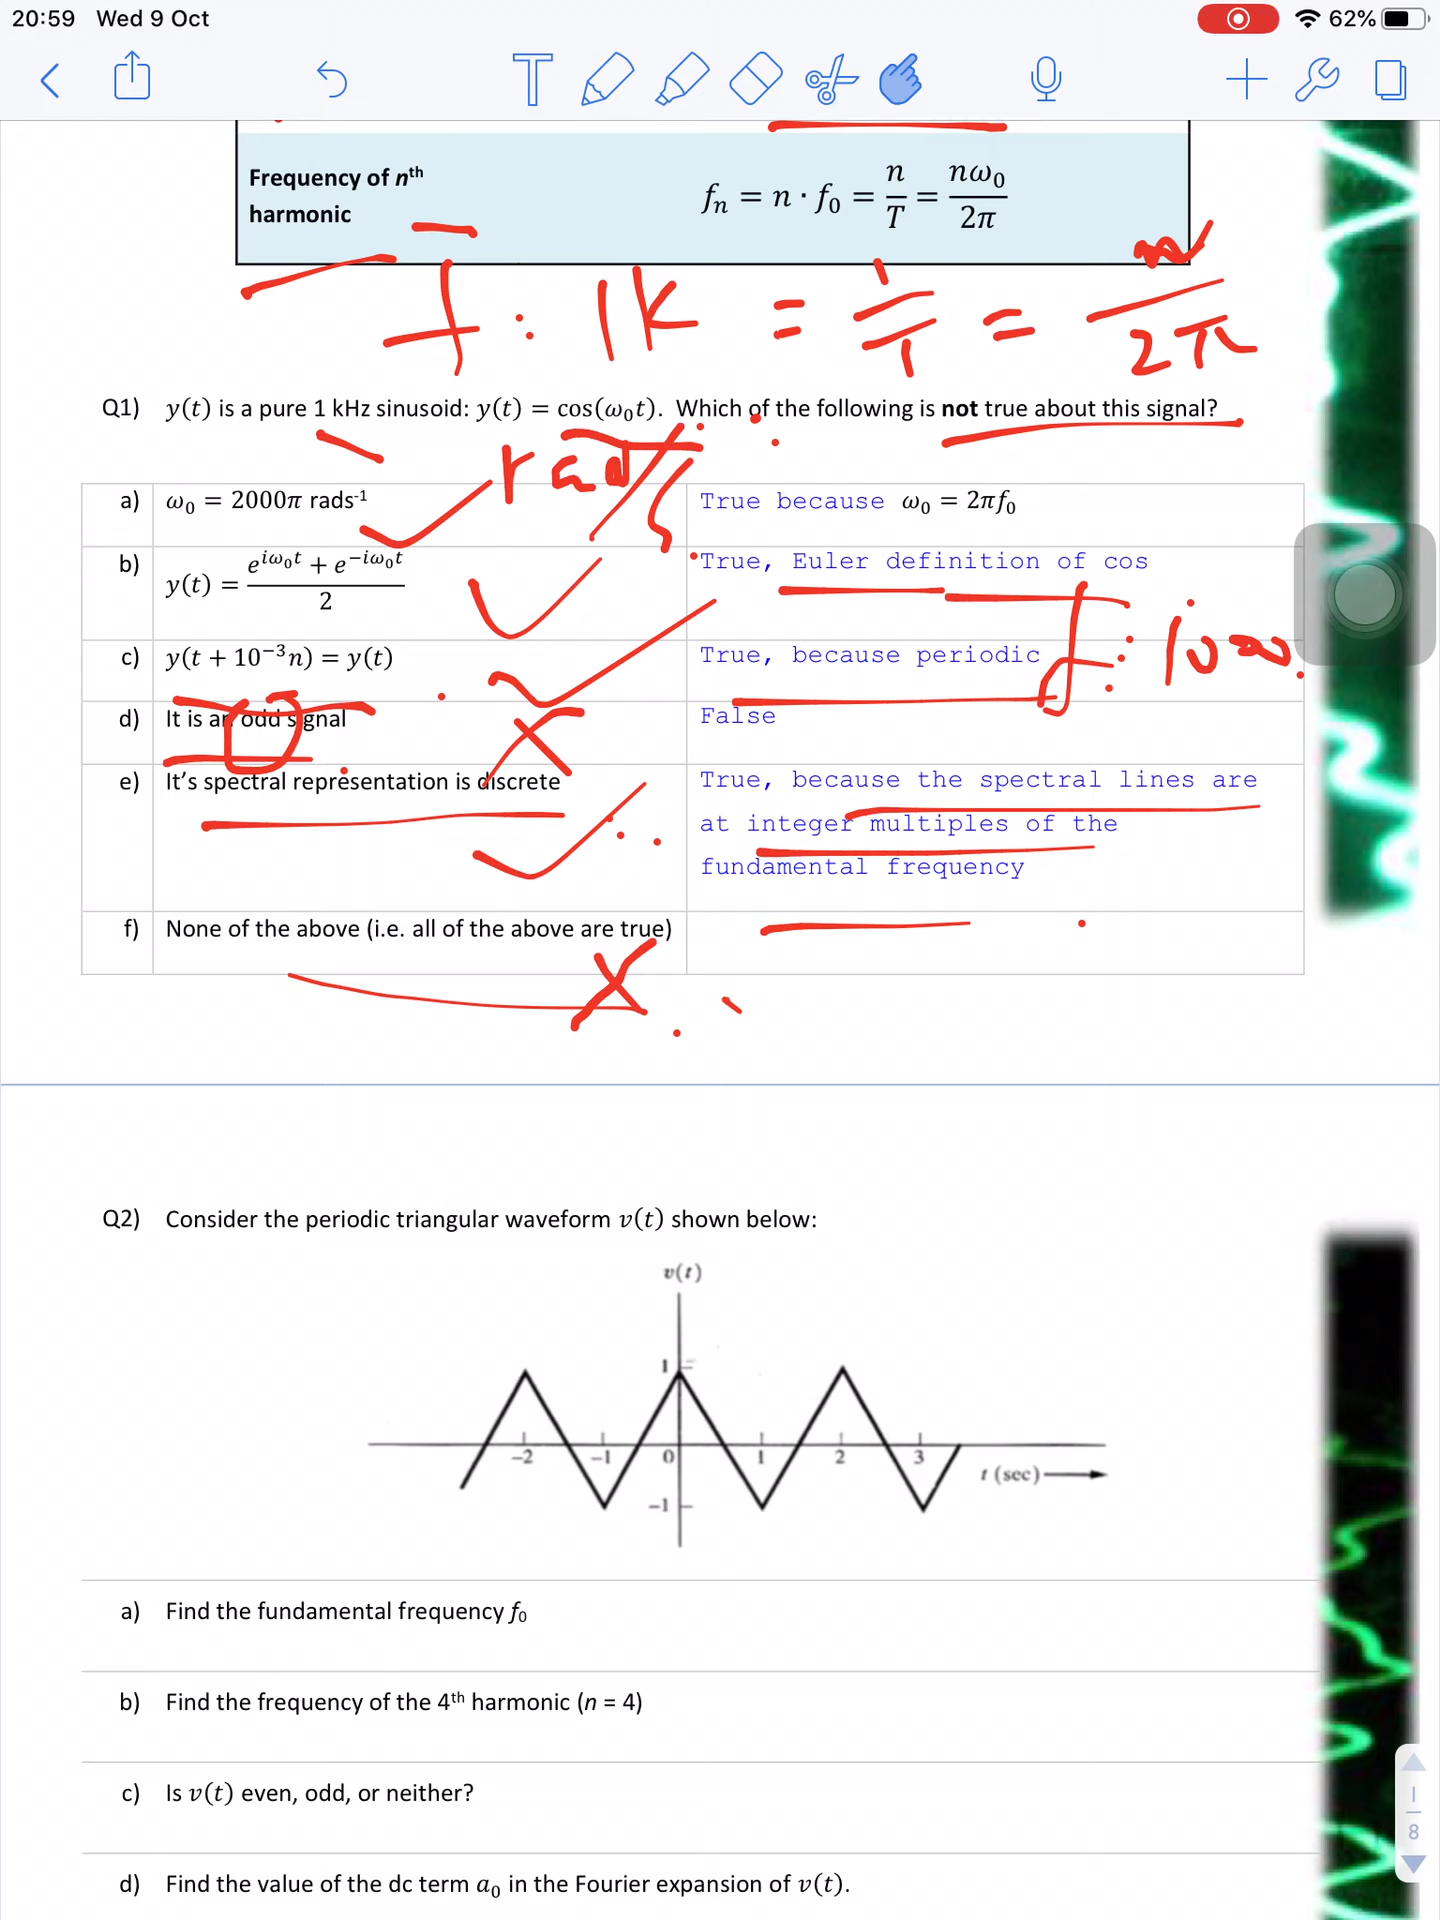 20:59 Wed 9 Oct
62%
Frequency of nth harmonic
fₙ = n · f₀ = n/T = nω₀/2π
f : 1k = 1/T = ω/2π
Q1) y(t) is a pure 1 kHz sinusoid: y(t) = cos(ω₀t). Which of the following is not true about this signal?
rad/s
a) ω₀ = 2000π rads⁻¹
True because ω₀ = 2πf₀
b) y(t) = (e^{iω₀t} + e^{−iω₀t})/2
True, Euler definition of cos
c) y(t + 10⁻³n) = y(t)
True, because periodic
f : 1000
d) It is an odd signal
False
e) It's spectral representation is discrete
True, because the spectral lines are
at integer multiples of the
fundamental frequency
f) None of the above (i.e. all of the above are true)
Q2) Consider the periodic triangular waveform v(t) shown below:
v(t)
1
−2 −1 0 1 2 3
t (sec)
−1
a) Find the fundamental frequency f₀
b) Find the frequency of the 4th harmonic (n = 4)
c) Is v(t) even, odd, or neither?
d) Find the value of the dc term a₀ in the Fourier expansion of v(t).
1
8